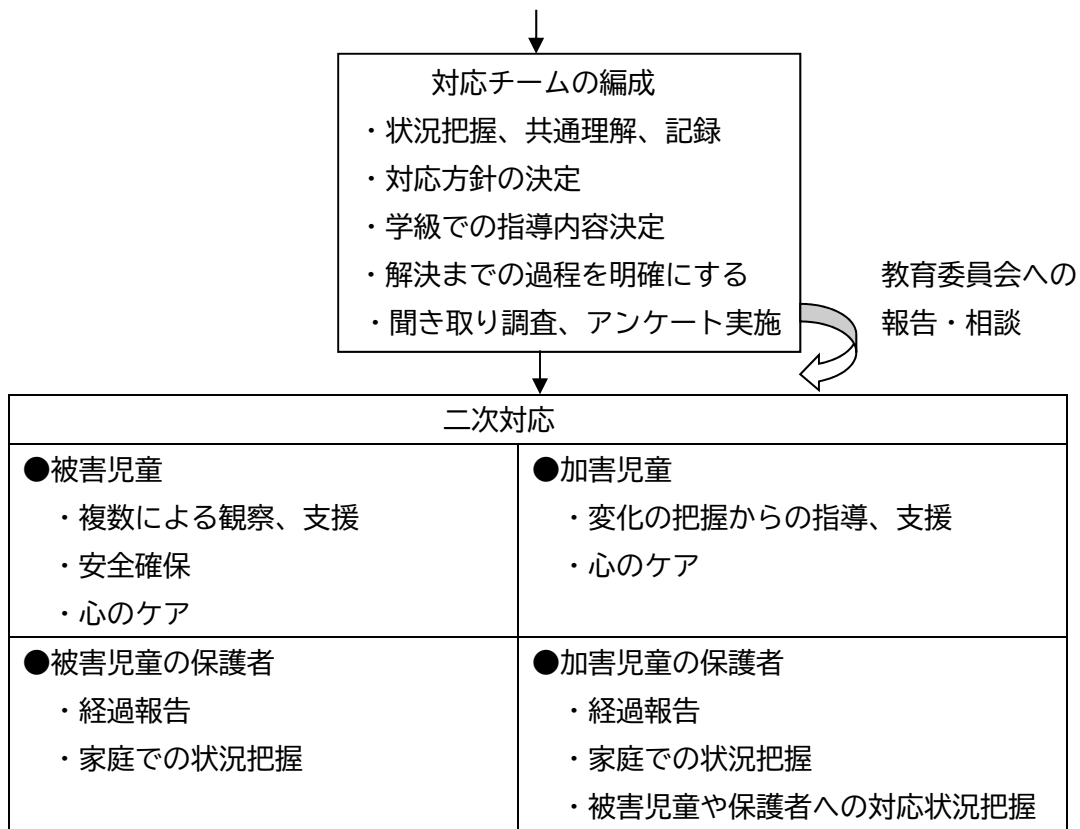 対応チームの編成
・状況把握、共通理解、記録
・対応方針の決定
・学級での指導内容決定
・解決までの過程を明確にする
・聞き取り調査、アンケート実施
教育委員会への
報告・相談
二次対応
●被害児童
・複数による観察、支援
・安全確保
・心のケア
●加害児童
・変化の把握からの指導、支援
・心のケア
●被害児童の保護者
・経過報告
・家庭での状況把握
●加害児童の保護者
・経過報告
・家庭での状況把握
・被害児童や保護者への対応状況把握